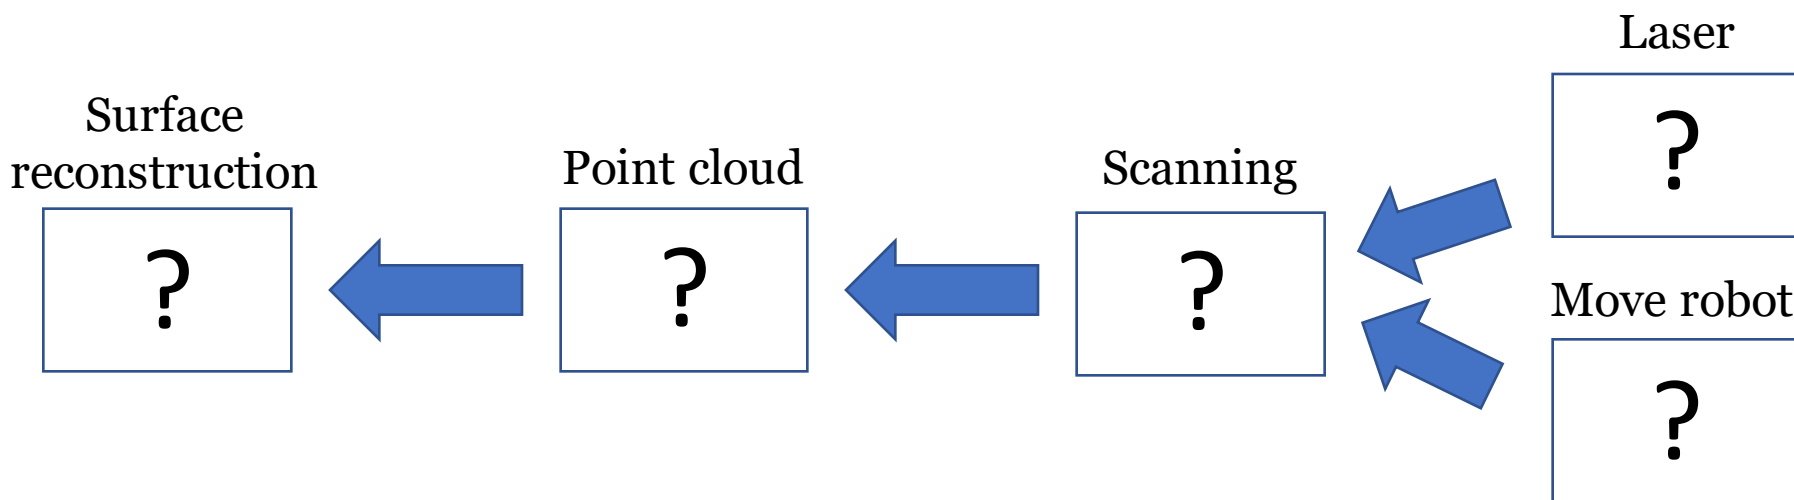 Laser
?
Surface
reconstruction
?
Point cloud
?
Scanning
?
Move robot
?